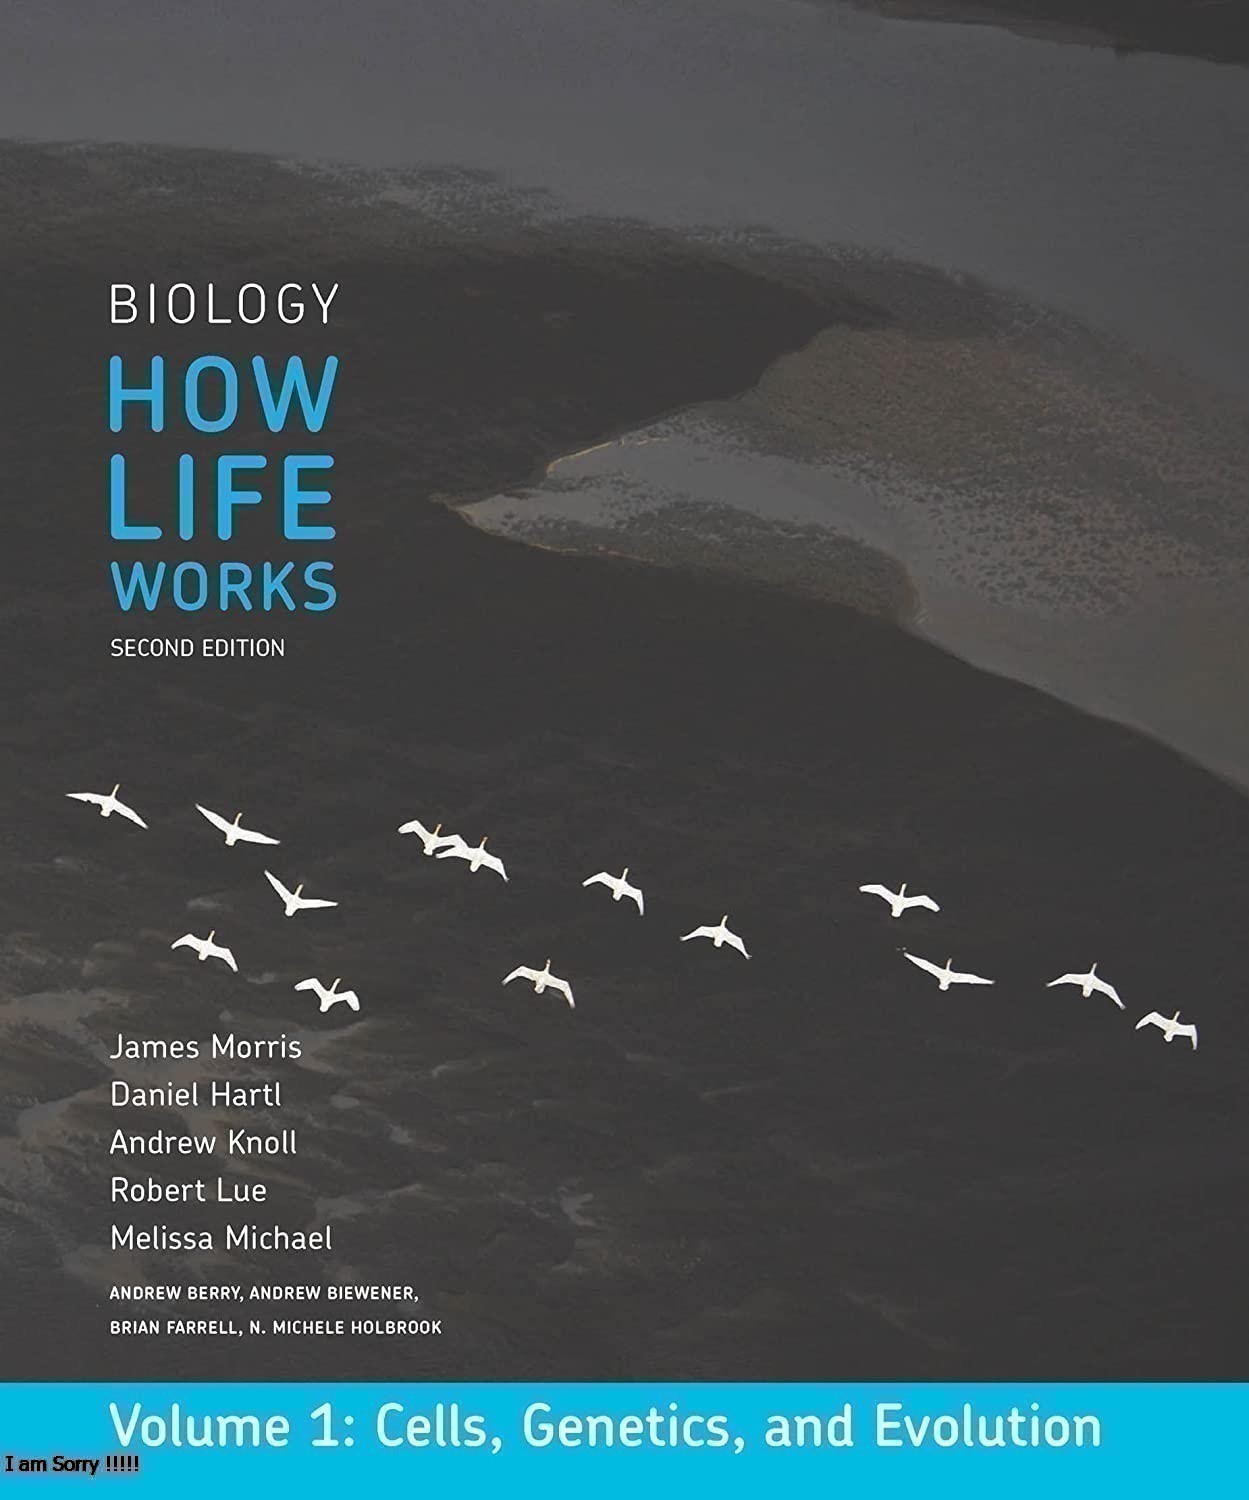 BIOLOGY
HOW
LIFE
WORKS
SECOND EDITION
James Morris
Daniel Hartl
Andrew Knoll
Robert Lue
Melissa Michael
ANDREW BERRY, ANDREW BIEWENER,
BRIAN FARRELL, N. MICHELE HOLBROOK
Volume 1: Cells, Genetics, and Evolution
I am Sorry !!!!!